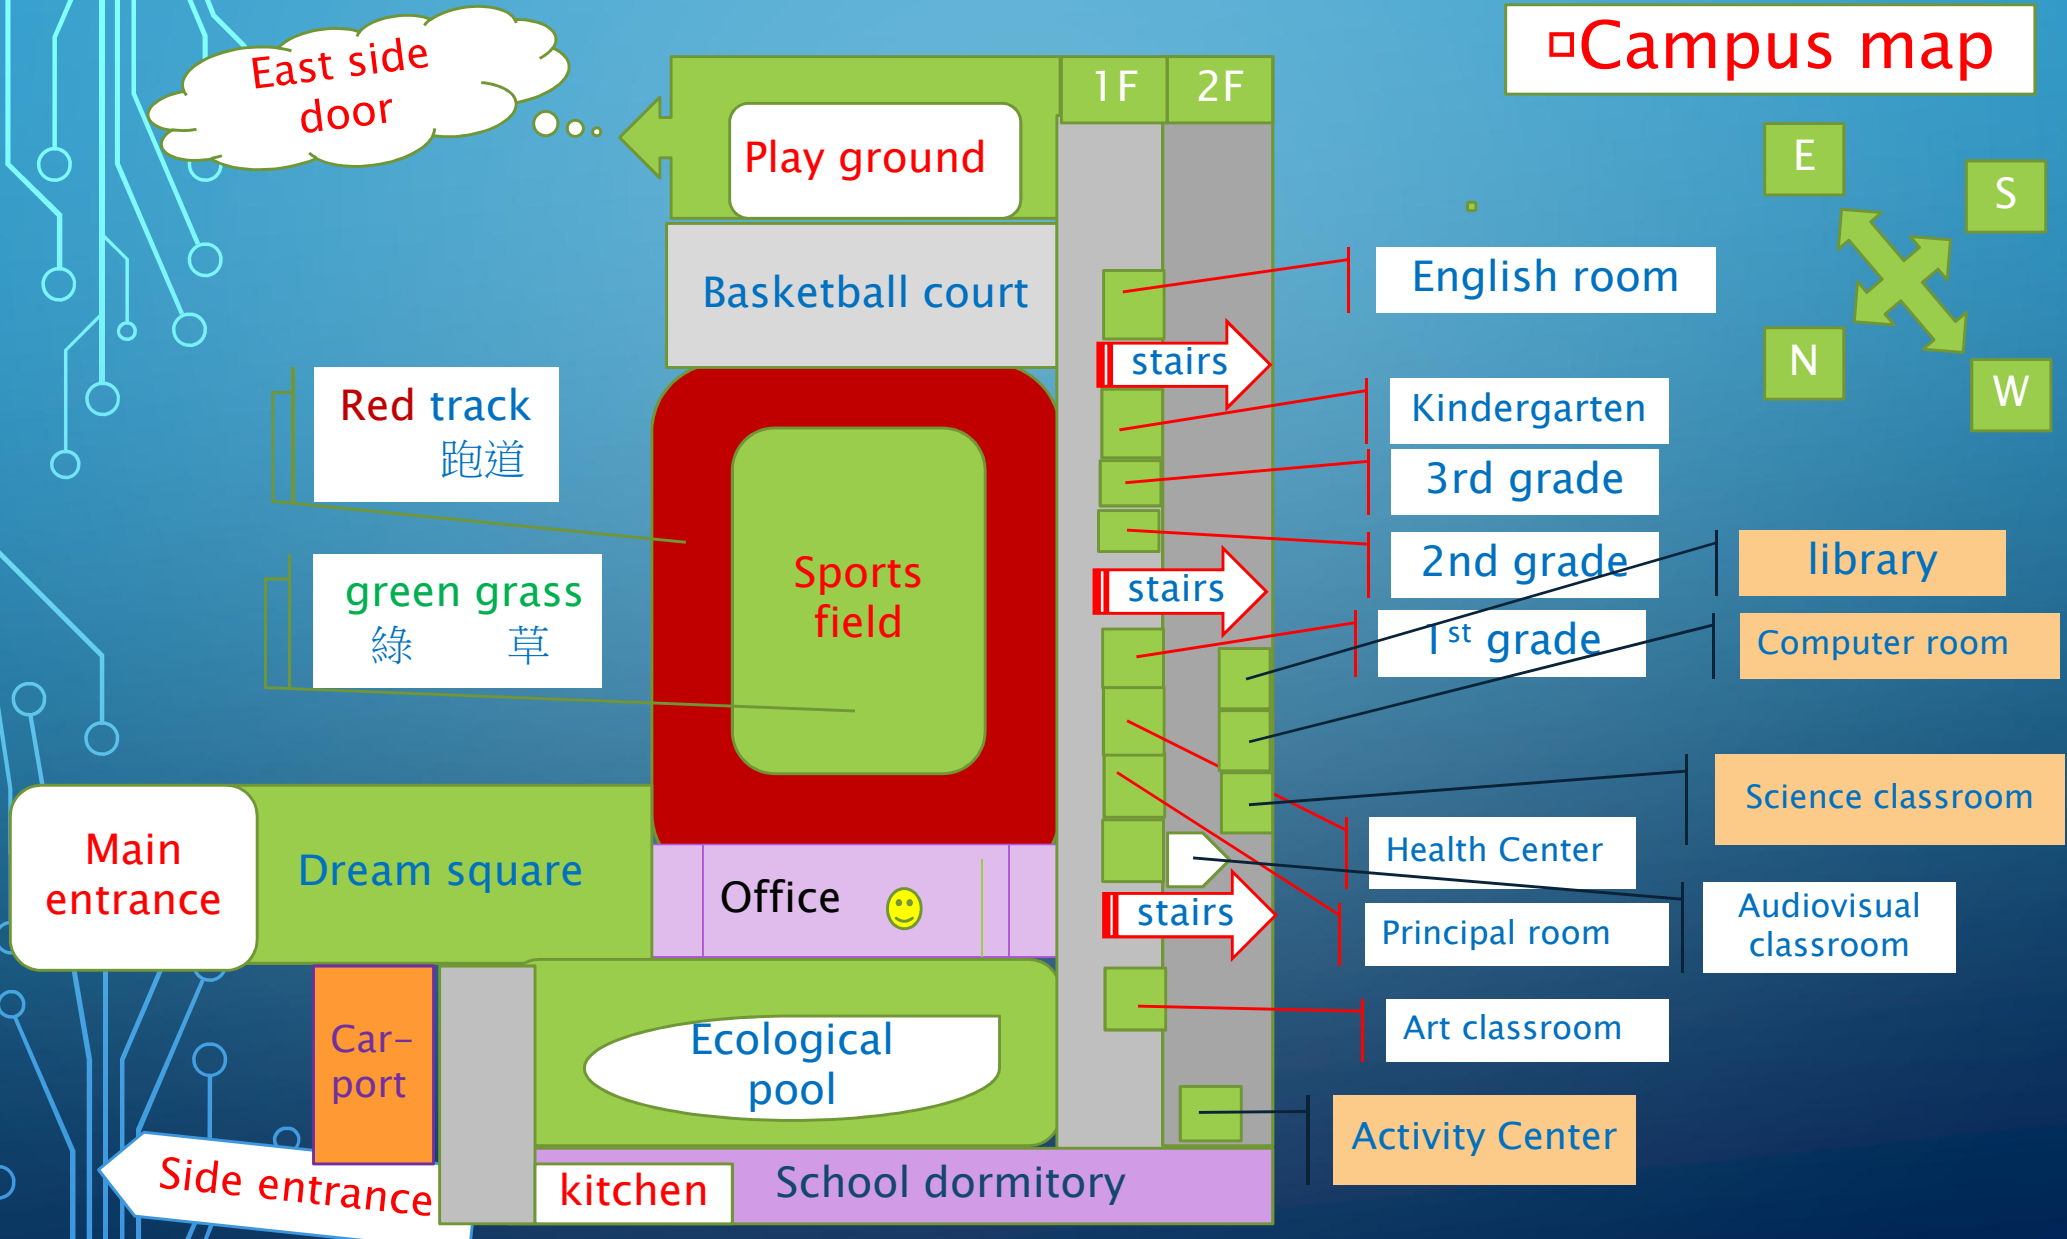 ▫Campus map
East side
door
1F
2F
Play ground
E
S
N
W
English room
Basketball court
stairs
Red track
跑道
Kindergarten
3rd grade
2nd grade
library
green grass
綠 草
Sports
field
stairs
1st grade
Computer room
Science classroom
Main
entrance
Dream square
Office
Health Center
stairs
Principal room
Audiovisual
classroom
Car-
port
Ecological
pool
Art classroom
Activity Center
Side entrance
kitchen
School dormitory